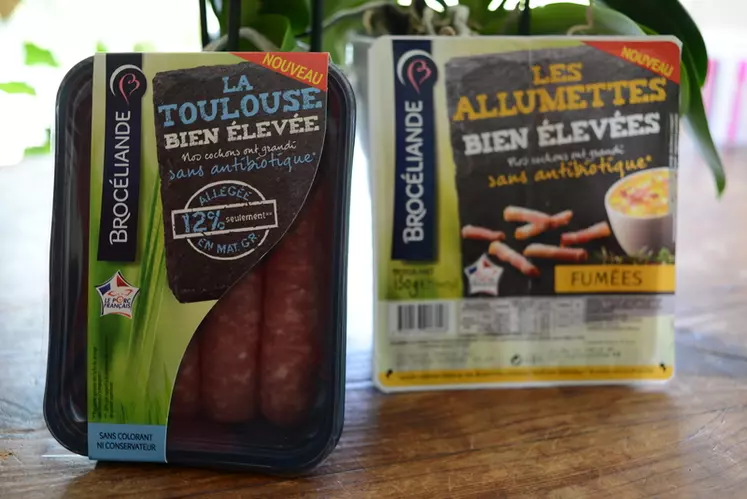 NOUVEAU
LA
TOULOUSE
BIEN ÉLEVÉE
Nos cochons ont grandi
sans antibiotique*
ALLÉGÉE
12% seulement**
EN MAT. GR.
BROCÉLIANDE
LE PORC
FRANÇAIS
SANS COLORANT
NI CONSERVATEUR
NOUVEAU
LES
ALLUMETTES
BIEN ÉLEVÉES
Nos cochons ont grandi
sans antibiotique*
BROCÉLIANDE
150g
FUMÉES